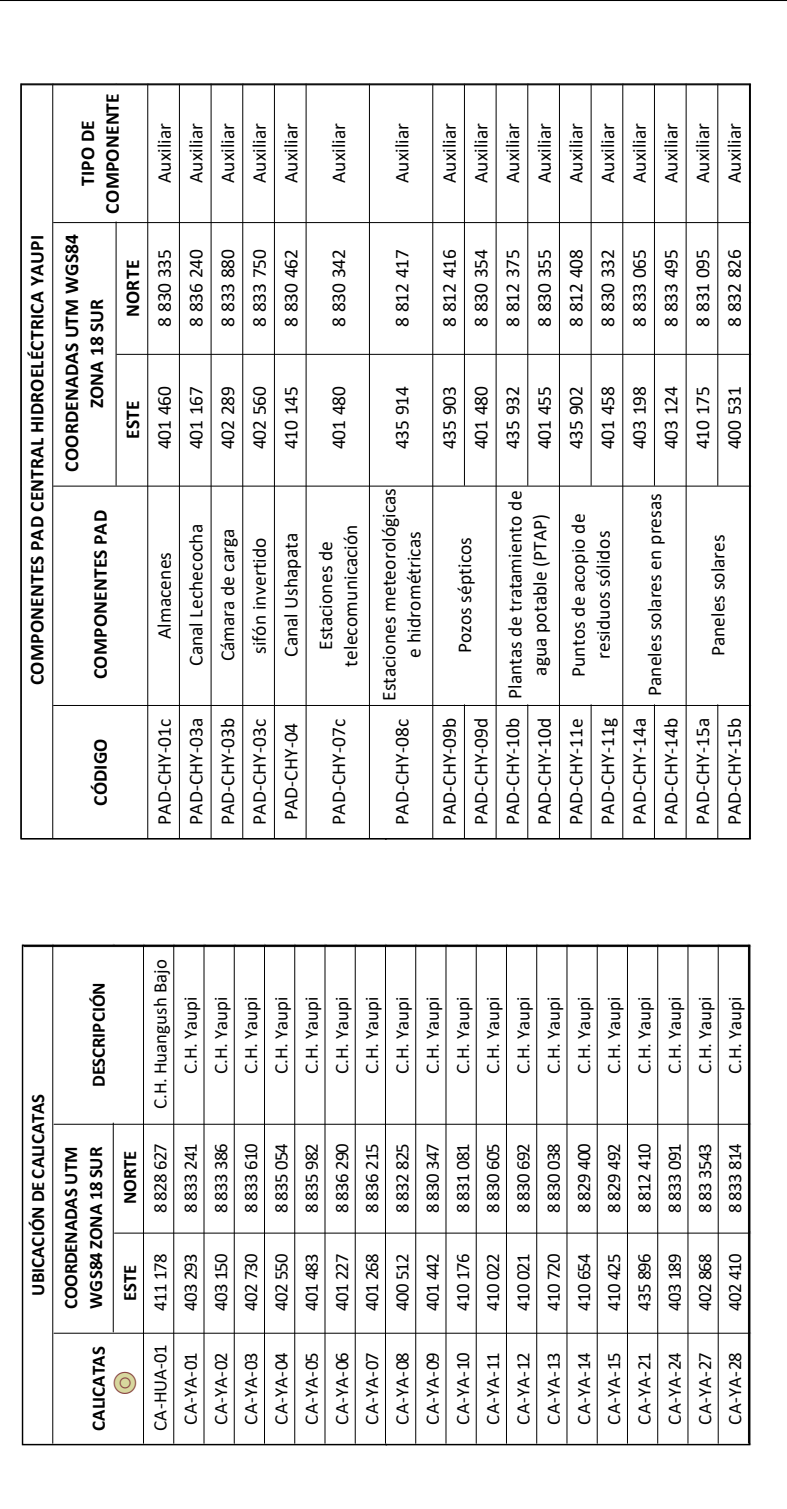 UBICACIÓN DE CALICATAS
CALICATAS COORDENADAS UTM WGS84 ZONA 18 SUR DESCRIPCIÓN
ESTE NORTE
CA-HUA-01 411 178 8 828 627 C.H. Huangush Bajo
CA-YA-01 403 293 8 833 241 C.H. Yaupi
CA-YA-02 403 150 8 833 386 C.H. Yaupi
CA-YA-03 402 730 8 833 610 C.H. Yaupi
CA-YA-04 402 550 8 835 054 C.H. Yaupi
CA-YA-05 401 483 8 835 982 C.H. Yaupi
CA-YA-06 401 227 8 836 290 C.H. Yaupi
CA-YA-07 401 268 8 836 215 C.H. Yaupi
CA-YA-08 400 512 8 832 825 C.H. Yaupi
CA-YA-09 401 442 8 830 347 C.H. Yaupi
CA-YA-10 410 176 8 831 081 C.H. Yaupi
CA-YA-11 410 022 8 830 605 C.H. Yaupi
CA-YA-12 410 021 8 830 692 C.H. Yaupi
CA-YA-13 410 720 8 830 038 C.H. Yaupi
CA-YA-14 410 654 8 829 400 C.H. Yaupi
CA-YA-15 410 425 8 829 492 C.H. Yaupi
CA-YA-21 435 896 8 812 410 C.H. Yaupi
CA-YA-24 403 189 8 833 091 C.H. Yaupi
CA-YA-27 402 868 8 83 3543 C.H. Yaupi
CA-YA-28 402 410 8 833 814 C.H. Yaupi
COMPONENTES PAD CENTRAL HIDROELÉCTRICA YAUPI
CÓDIGO COMPONENTES PAD COORDENADAS UTM WGS84 ZONA 18 SUR TIPO DE COMPONENTE
ESTE NORTE
PAD-CHY-01c Almacenes 401 460 8 830 335 Auxiliar
PAD-CHY-03a Canal Lechecocha 401 167 8 836 240 Auxiliar
PAD-CHY-03b Cámara de carga 402 289 8 833 880 Auxiliar
PAD-CHY-03c sifón invertido 402 560 8 833 750 Auxiliar
PAD-CHY-04 Canal Ushapata 410 145 8 830 462 Auxiliar
PAD-CHY-07c Estaciones de telecomunicación 401 480 8 830 342 Auxiliar
PAD-CHY-08c Estaciones meteorológicas e hidrométricas 435 914 8 812 417 Auxiliar
PAD-CHY-09b Pozos sépticos 435 903 8 812 416 Auxiliar
PAD-CHY-09d 401 480 8 830 354 Auxiliar
PAD-CHY-10b Plantas de tratamiento de agua potable (PTAP) 435 932 8 812 375 Auxiliar
PAD-CHY-10d 401 455 8 830 355 Auxiliar
PAD-CHY-11e Puntos de acopio de residuos sólidos 435 902 8 812 408 Auxiliar
PAD-CHY-11g 401 458 8 830 332 Auxiliar
PAD-CHY-14a Paneles solares en presas 403 198 8 833 065 Auxiliar
PAD-CHY-14b 403 124 8 833 495 Auxiliar
PAD-CHY-15a Paneles solares 410 175 8 831 095 Auxiliar
PAD-CHY-15b 400 531 8 832 826 Auxiliar